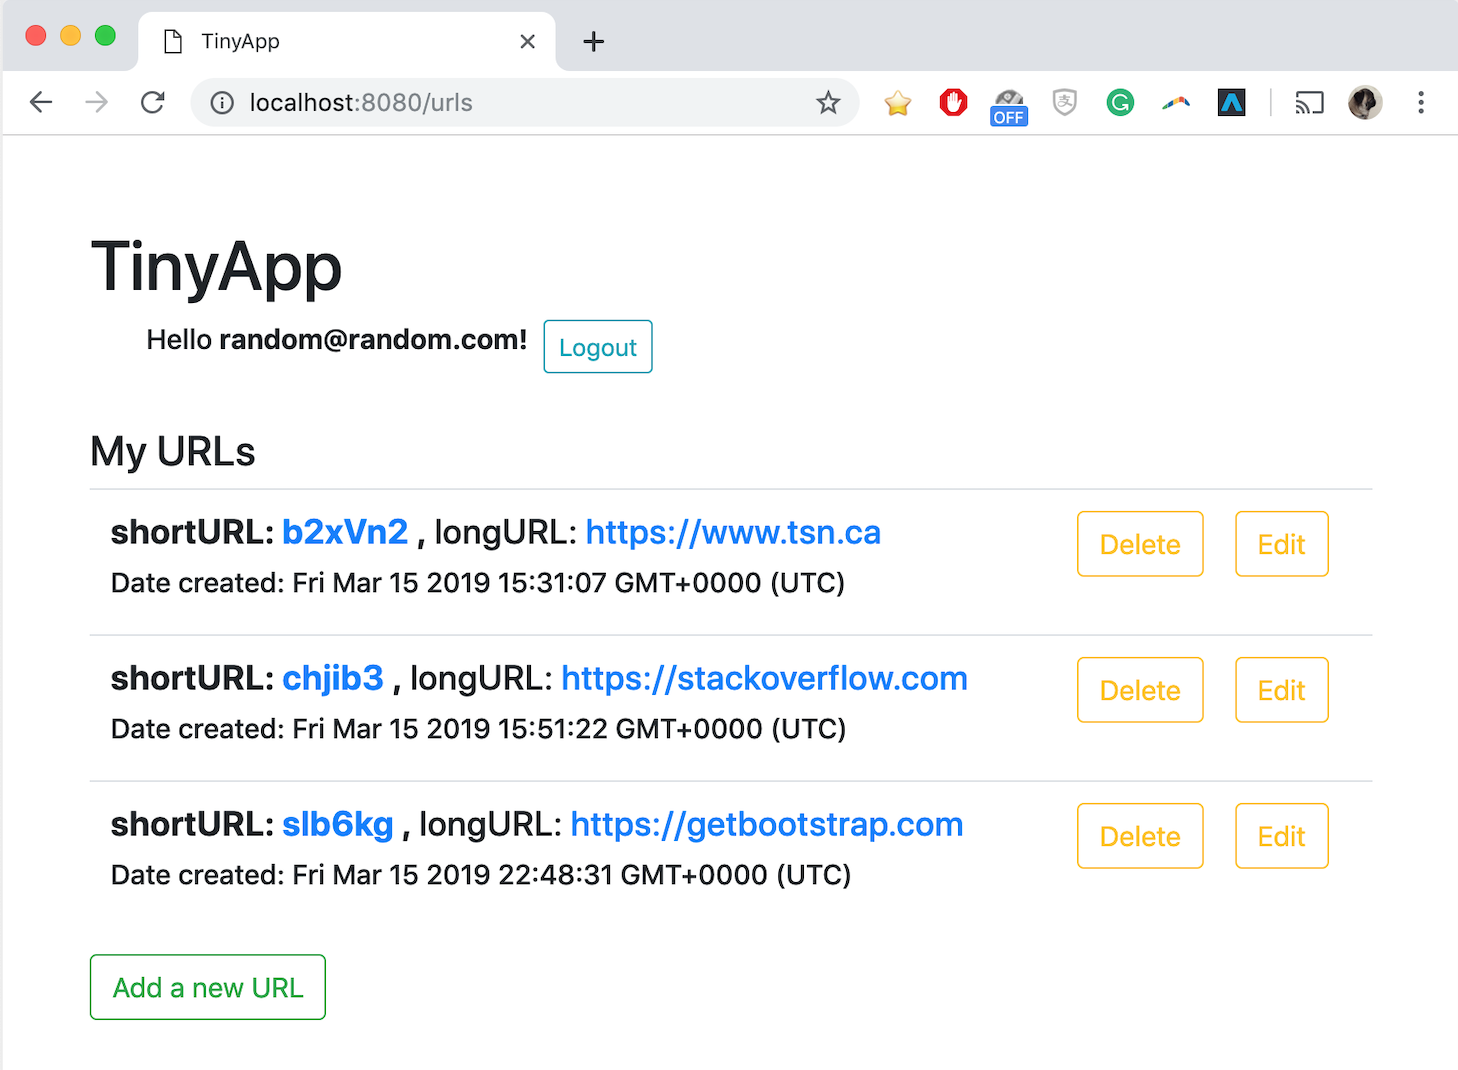 TinyApp
localhost:8080/urls
OFF
TinyApp
Hello random@random.com! Logout
My URLs
shortURL: b2xVn2 , longURL: https://www.tsn.ca Delete Edit
Date created: Fri Mar 15 2019 15:31:07 GMT+0000 (UTC)
shortURL: chjib3 , longURL: https://stackoverflow.com Delete Edit
Date created: Fri Mar 15 2019 15:51:22 GMT+0000 (UTC)
shortURL: slb6kg , longURL: https://getbootstrap.com Delete Edit
Date created: Fri Mar 15 2019 22:48:31 GMT+0000 (UTC)
Add a new URL